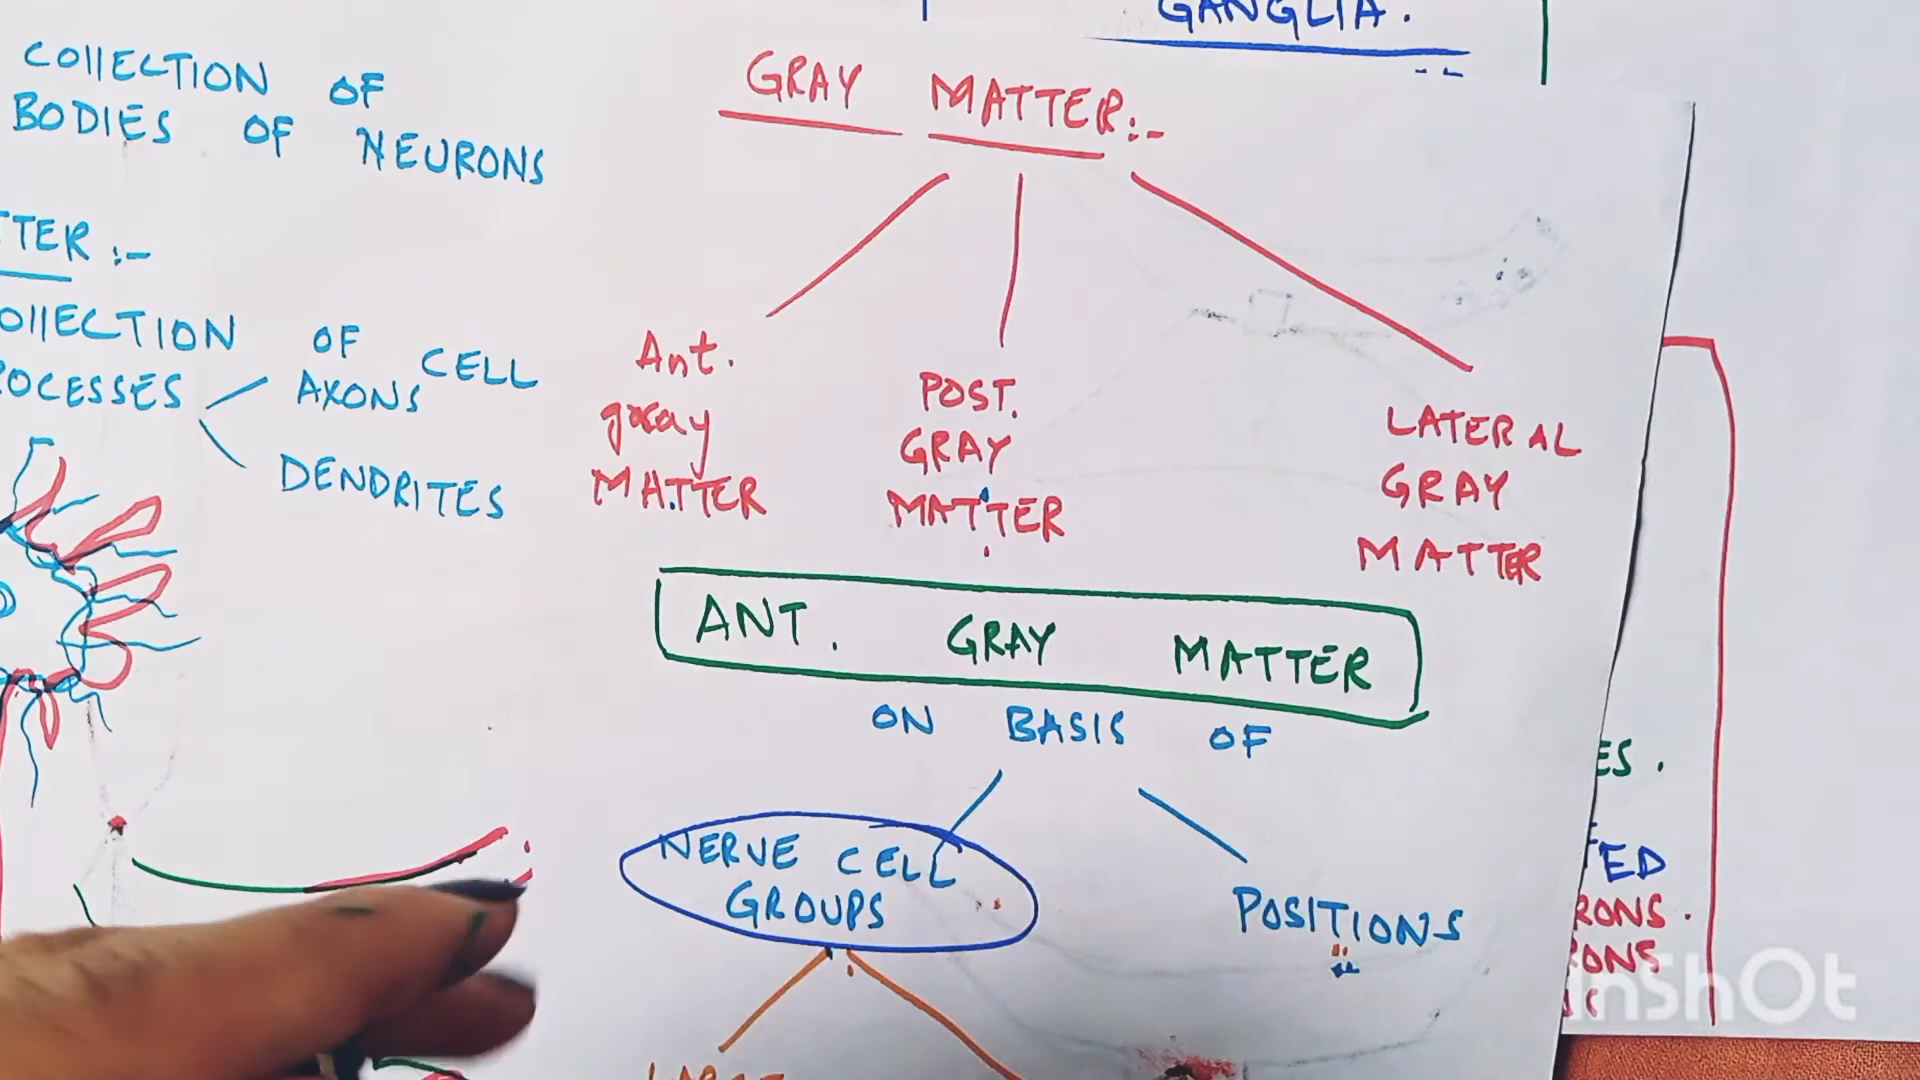 COllECTION OF
BODIES OF NEURONS
TTER :-
OllECTION OF CELL
ROCESSES AXONS
DENDRITES
GANGLIA.
GRAY MATTER:-
Ant.
gray
MATTER
POST.
GRAY
MATTER
LATERAL
GRAY
MATTER
ANT. GRAY MATTER
ON BASIS OF
NERVE CELL
GROUPS
POSITIONS
ES.
TED
RONS.
RONS
InShOt